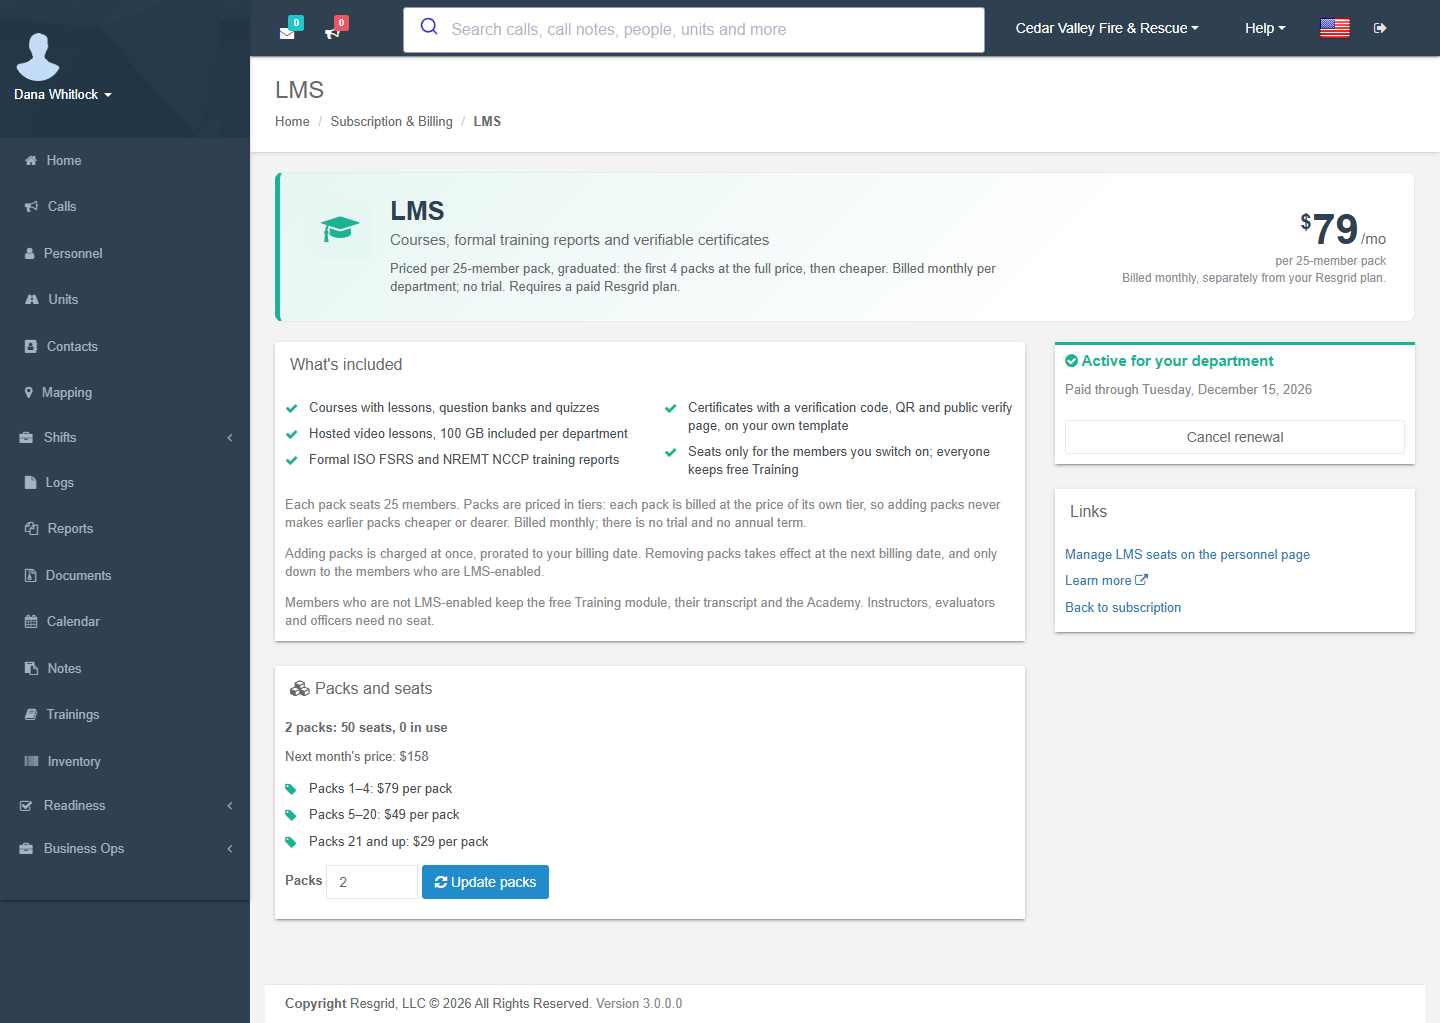 0
0
Search calls, call notes, people, units and more
Cedar Valley Fire & Rescue
Help
Dana Whitlock
Home
Calls
Personnel
Units
Contacts
Mapping
Shifts
Logs
Reports
Documents
Calendar
Notes
Trainings
Inventory
Readiness
Business Ops
LMS
Home / Subscription & Billing / LMS
LMS
Courses, formal training reports and verifiable certificates
Priced per 25-member pack, graduated: the first 4 packs at the full price, then cheaper. Billed monthly per
department; no trial. Requires a paid Resgrid plan.
$79 /mo
per 25-member pack
Billed monthly, separately from your Resgrid plan.
What's included
Courses with lessons, question banks and quizzes
Hosted video lessons, 100 GB included per department
Formal ISO FSRS and NREMT NCCP training reports
Certificates with a verification code, QR and public verify
page, on your own template
Seats only for the members you switch on; everyone
keeps free Training
Each pack seats 25 members. Packs are priced in tiers: each pack is billed at the price of its own tier, so adding packs never
makes earlier packs cheaper or dearer. Billed monthly; there is no trial and no annual term.
Adding packs is charged at once, prorated to your billing date. Removing packs takes effect at the next billing date, and only
down to the members who are LMS-enabled.
Members who are not LMS-enabled keep the free Training module, their transcript and the Academy. Instructors, evaluators
and officers need no seat.
Active for your department
Paid through Tuesday, December 15, 2026
Cancel renewal
Links
Manage LMS seats on the personnel page
Learn more
Back to subscription
Packs and seats
2 packs: 50 seats, 0 in use
Next month's price: $158
Packs 1–4: $79 per pack
Packs 5–20: $49 per pack
Packs 21 and up: $29 per pack
Packs 2 Update packs
Copyright Resgrid, LLC © 2026 All Rights Reserved. Version 3.0.0.0